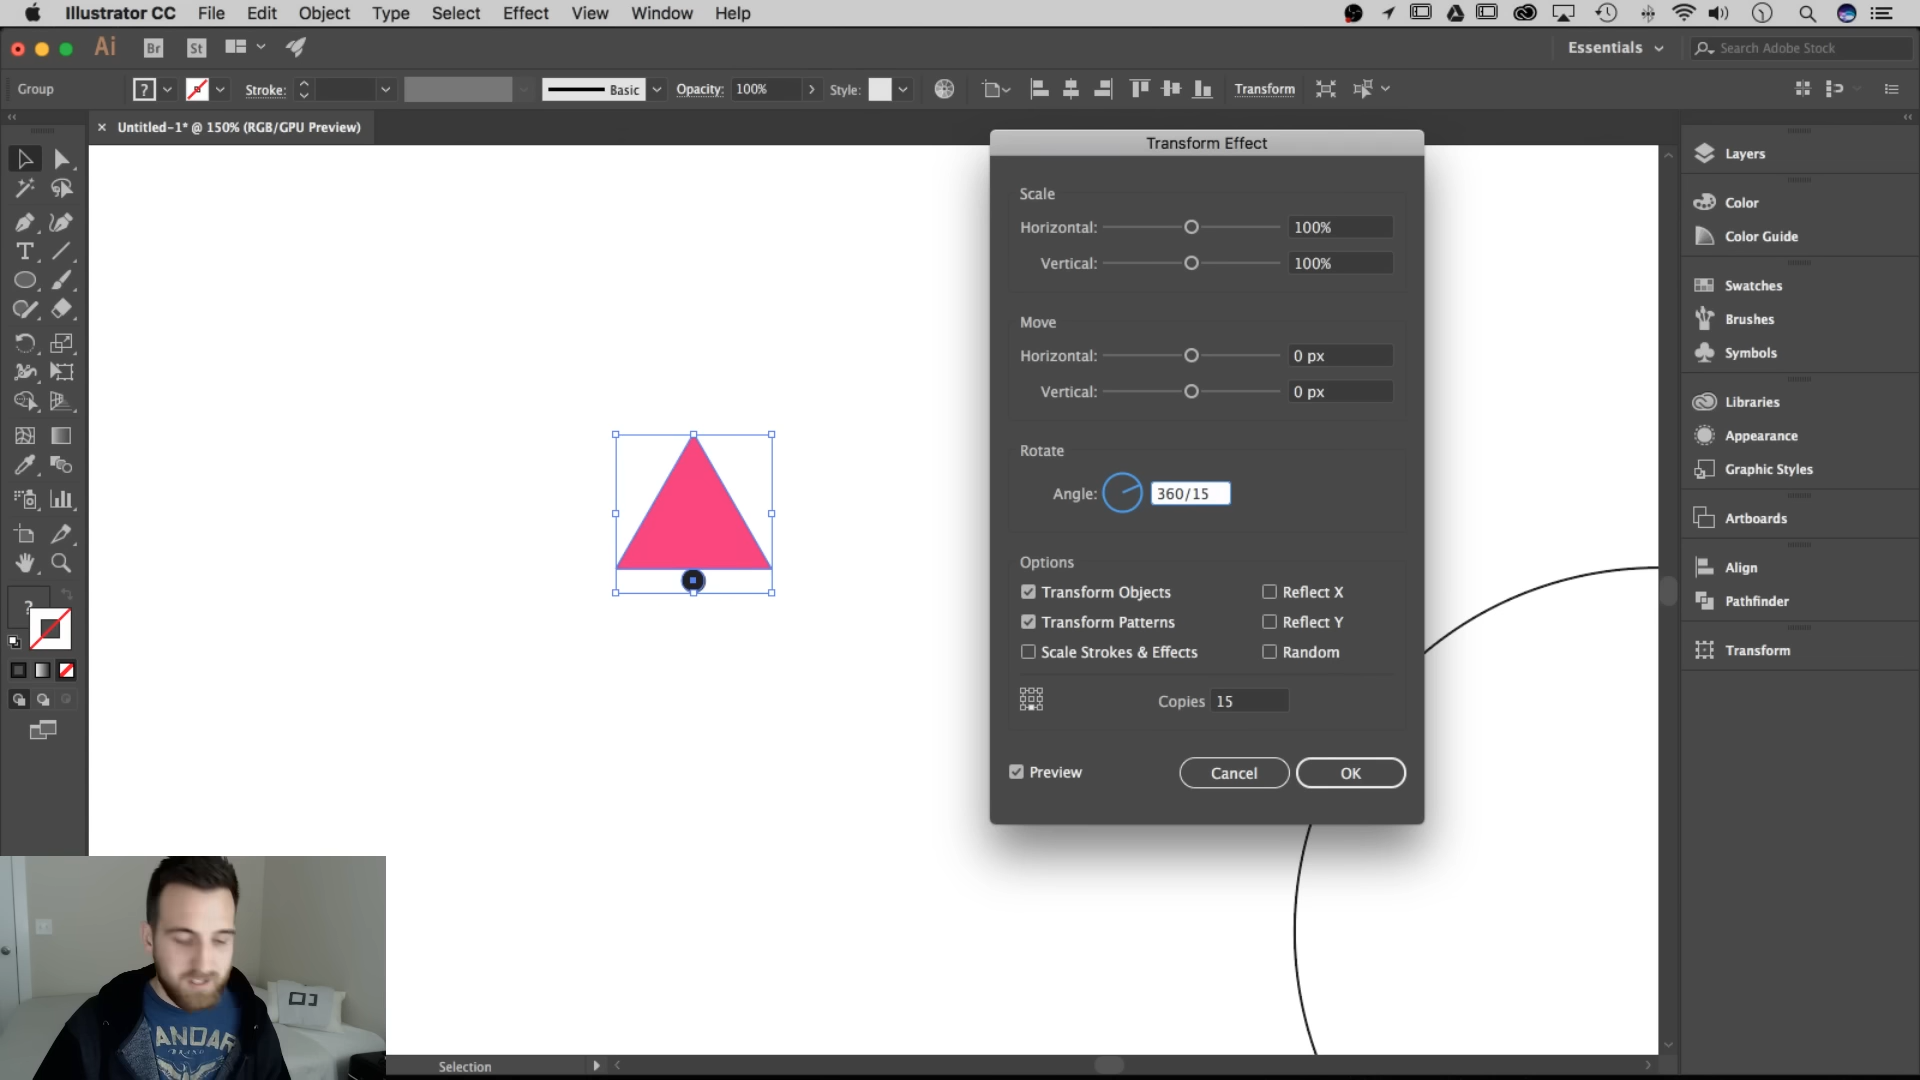 Illustrator CC File Edit Object Type Select Effect View Window Help
Ai Br St Essentials Search Adobe Stock
Group ? Stroke: Basic Opacity: 100% Style: Transform
Untitled-1* @ 150% (RGB/GPU Preview)
Transform Effect
Scale
Horizontal: 100%
Vertical: 100%
Move
Horizontal: 0 px
Vertical: 0 px
Rotate
Angle: 360/15
Options
Transform Objects Reflect X
Transform Patterns Reflect Y
Scale Strokes & Effects Random
Copies 15
Preview Cancel OK
Layers
Color
Color Guide
Swatches
Brushes
Symbols
Libraries
Appearance
Graphic Styles
Artboards
Align
Pathfinder
Transform
T
?
ANDAR
Selection